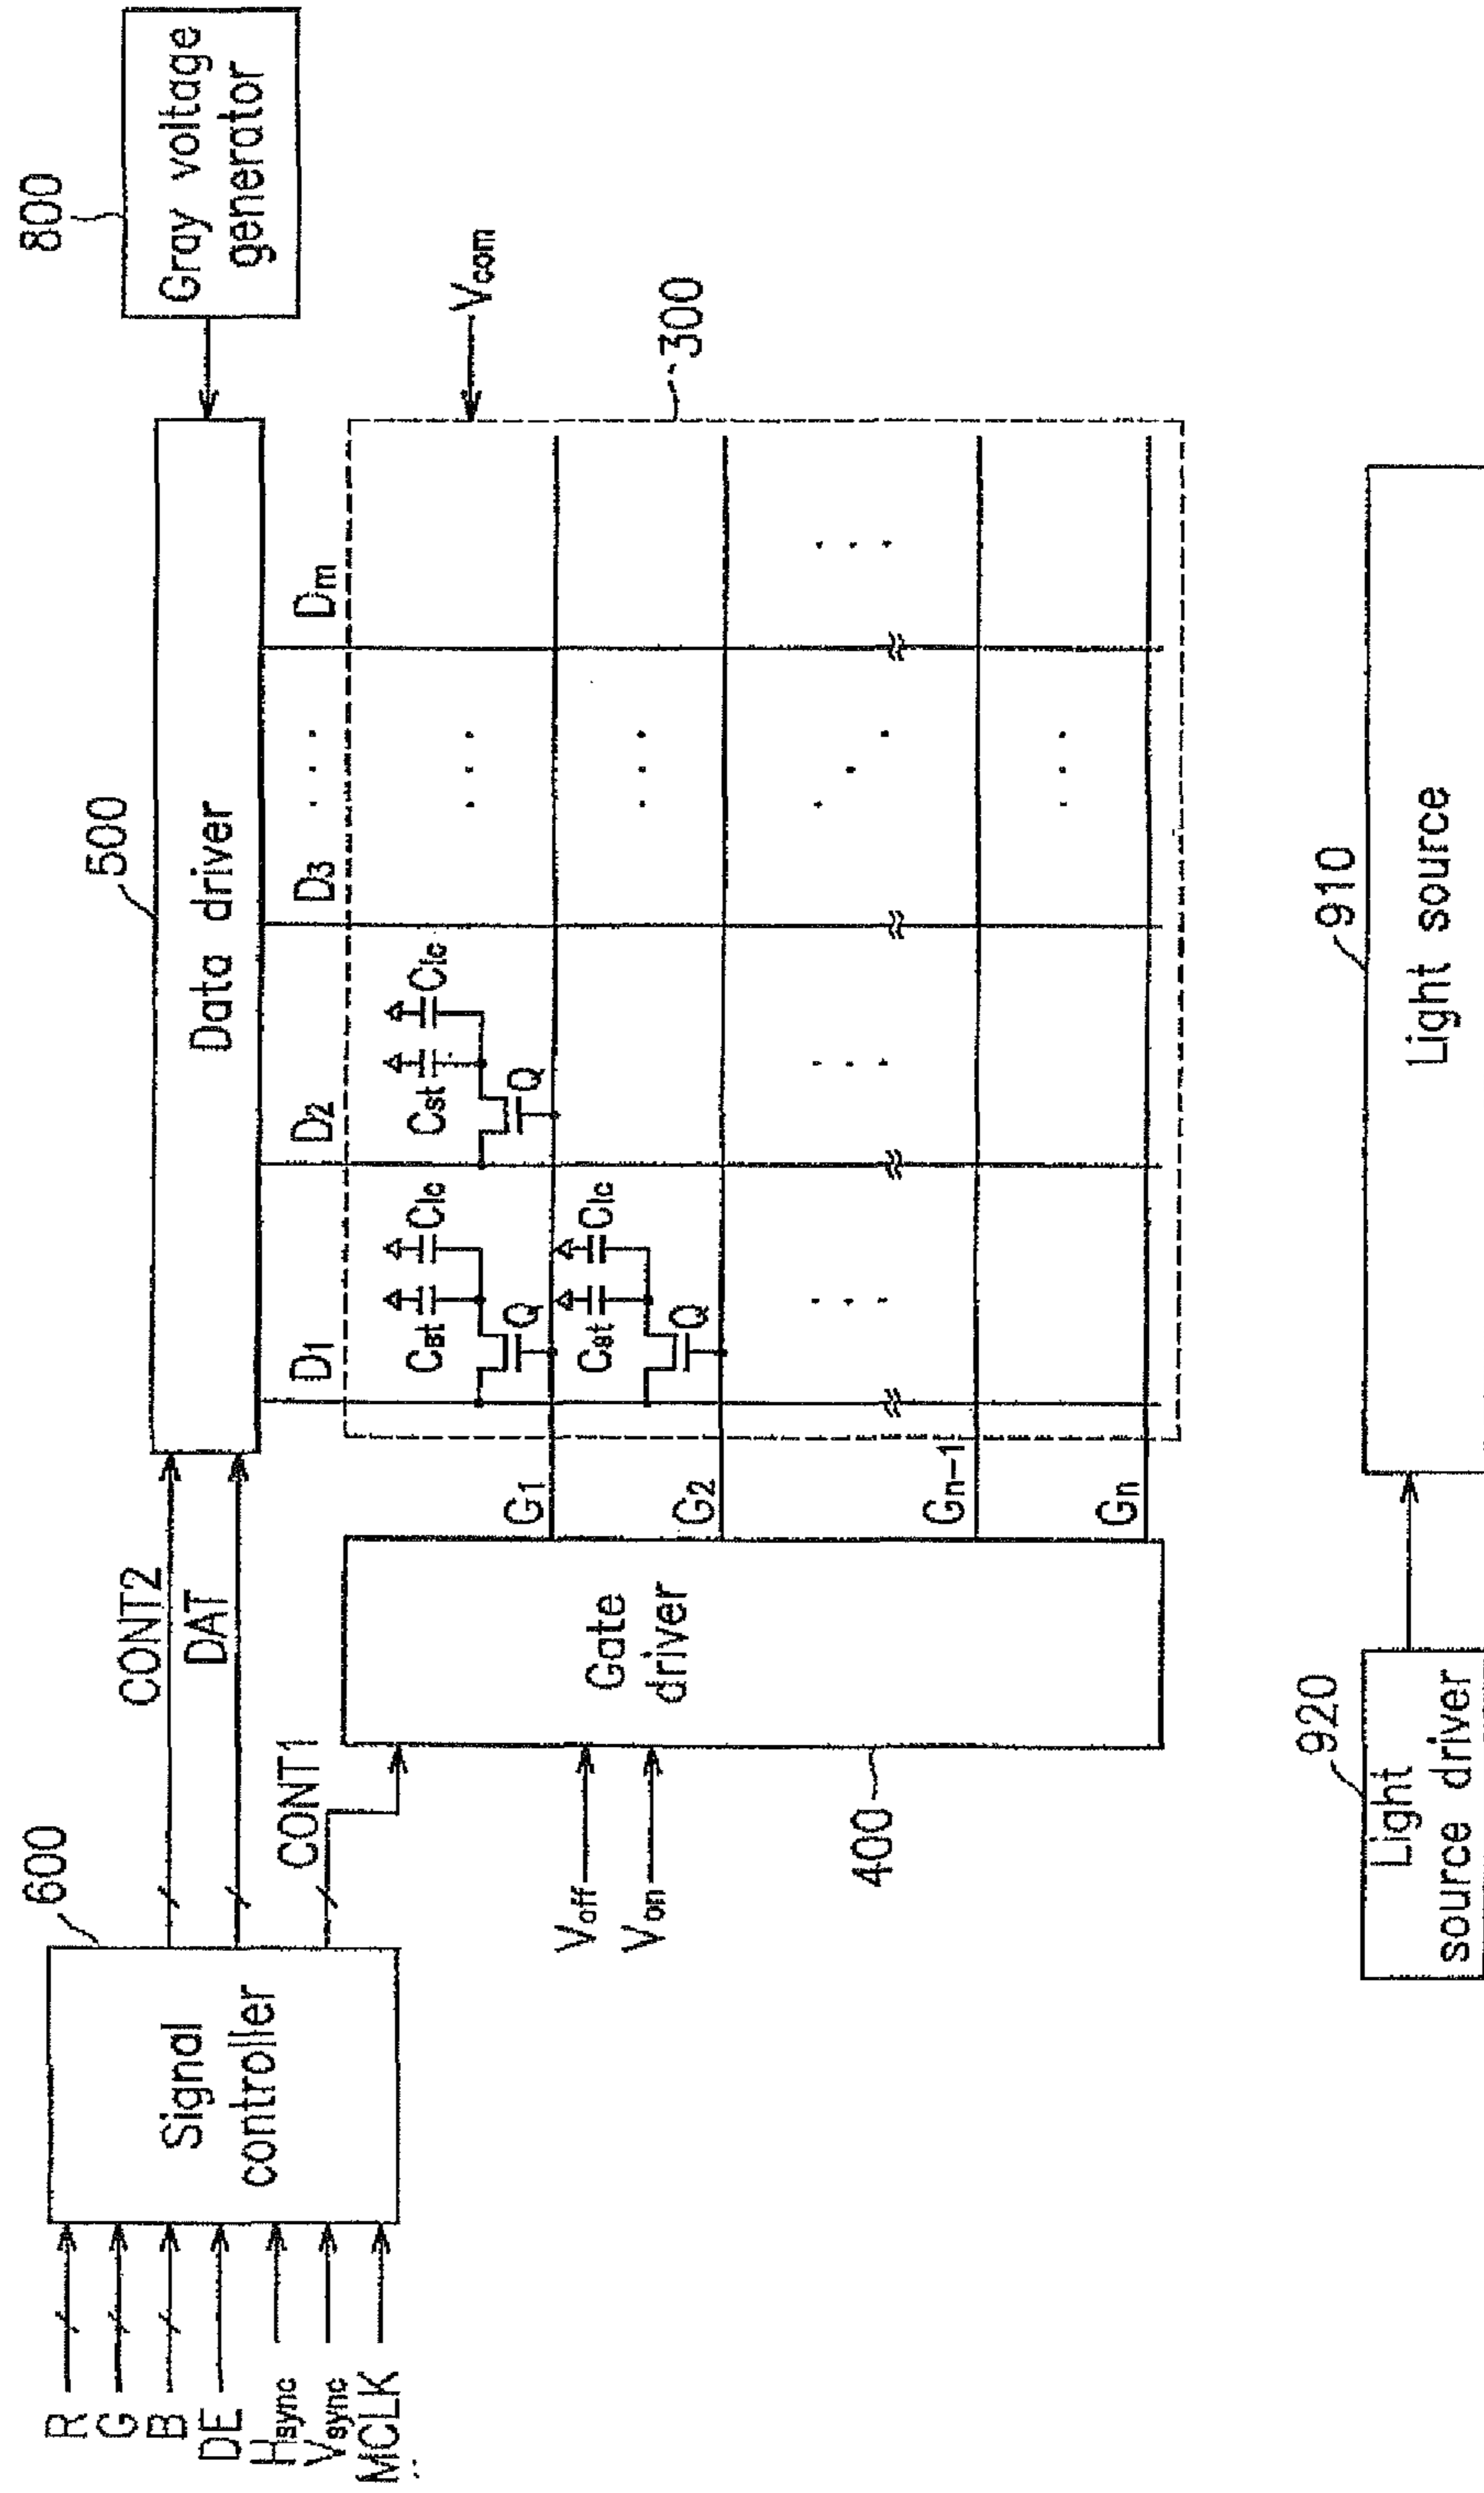 800
Gray voltage
generator
500
Data driver
600
Signal
controller
R
G
B
DE
Hsync
Vsync
MCLK
CONT2
DAT
CONT1
Vcom
300
D1
D2
D3
Dm
Cst
Clc
Q
Cst
Clc
Q
Cst
Clc
Q
G1
G2
Gn-1
Gn
Gate
driver
Voff
Von
400
910
Light source
920
Light
source driver